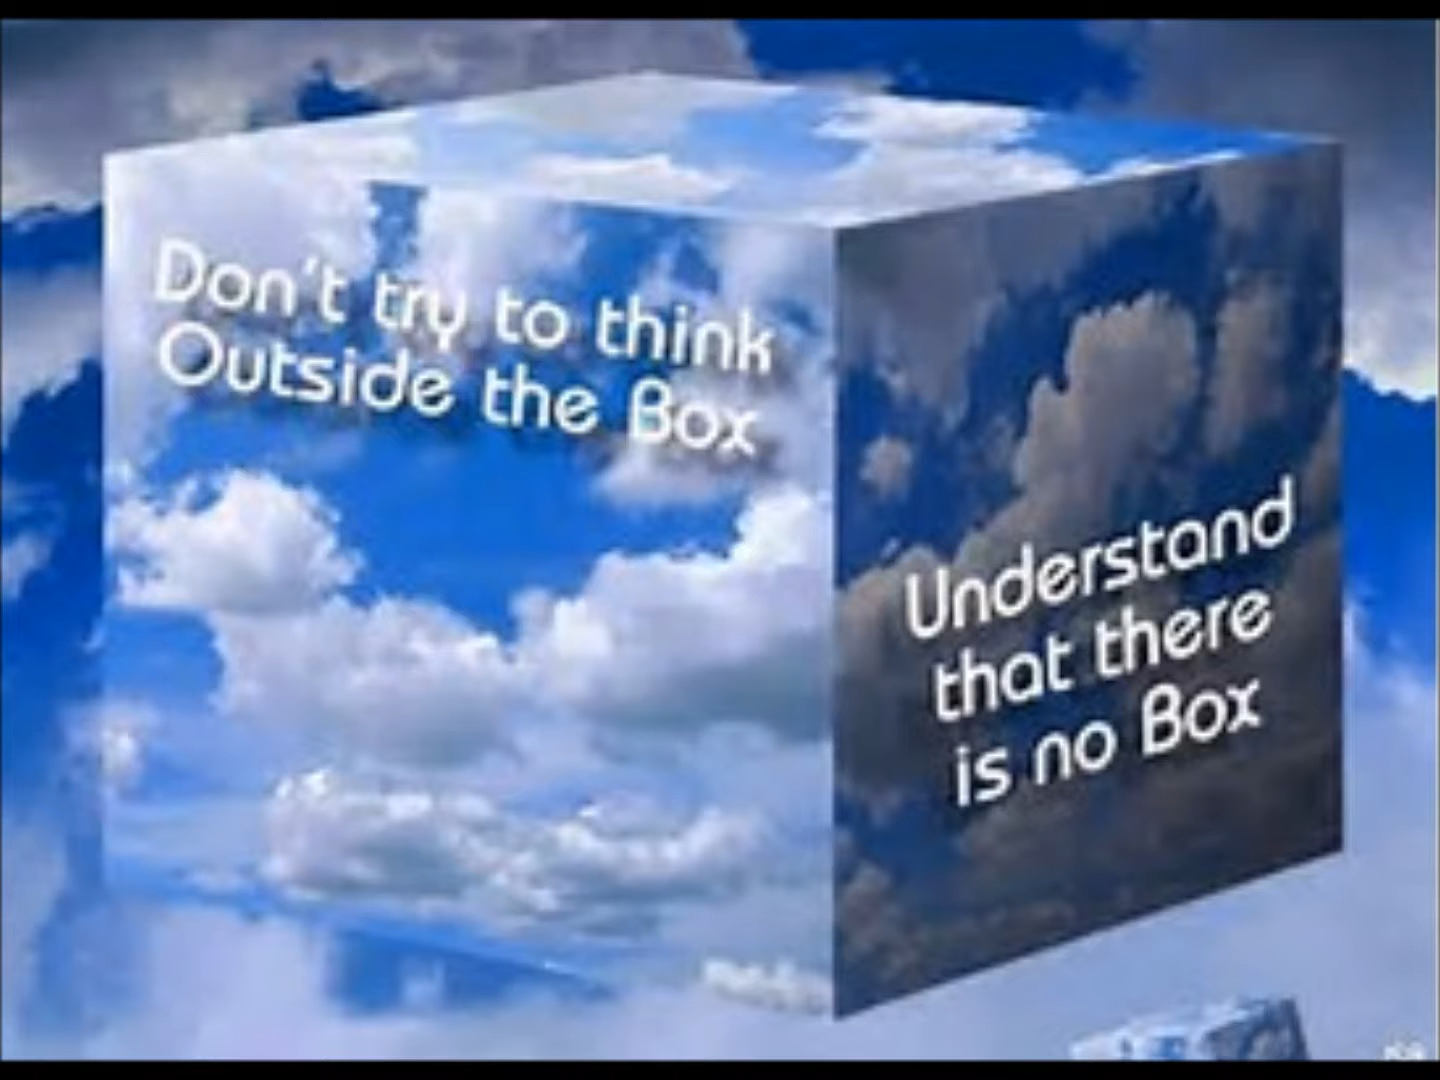 Don't try to think
Outside the Box
Understand
that there
is no Box